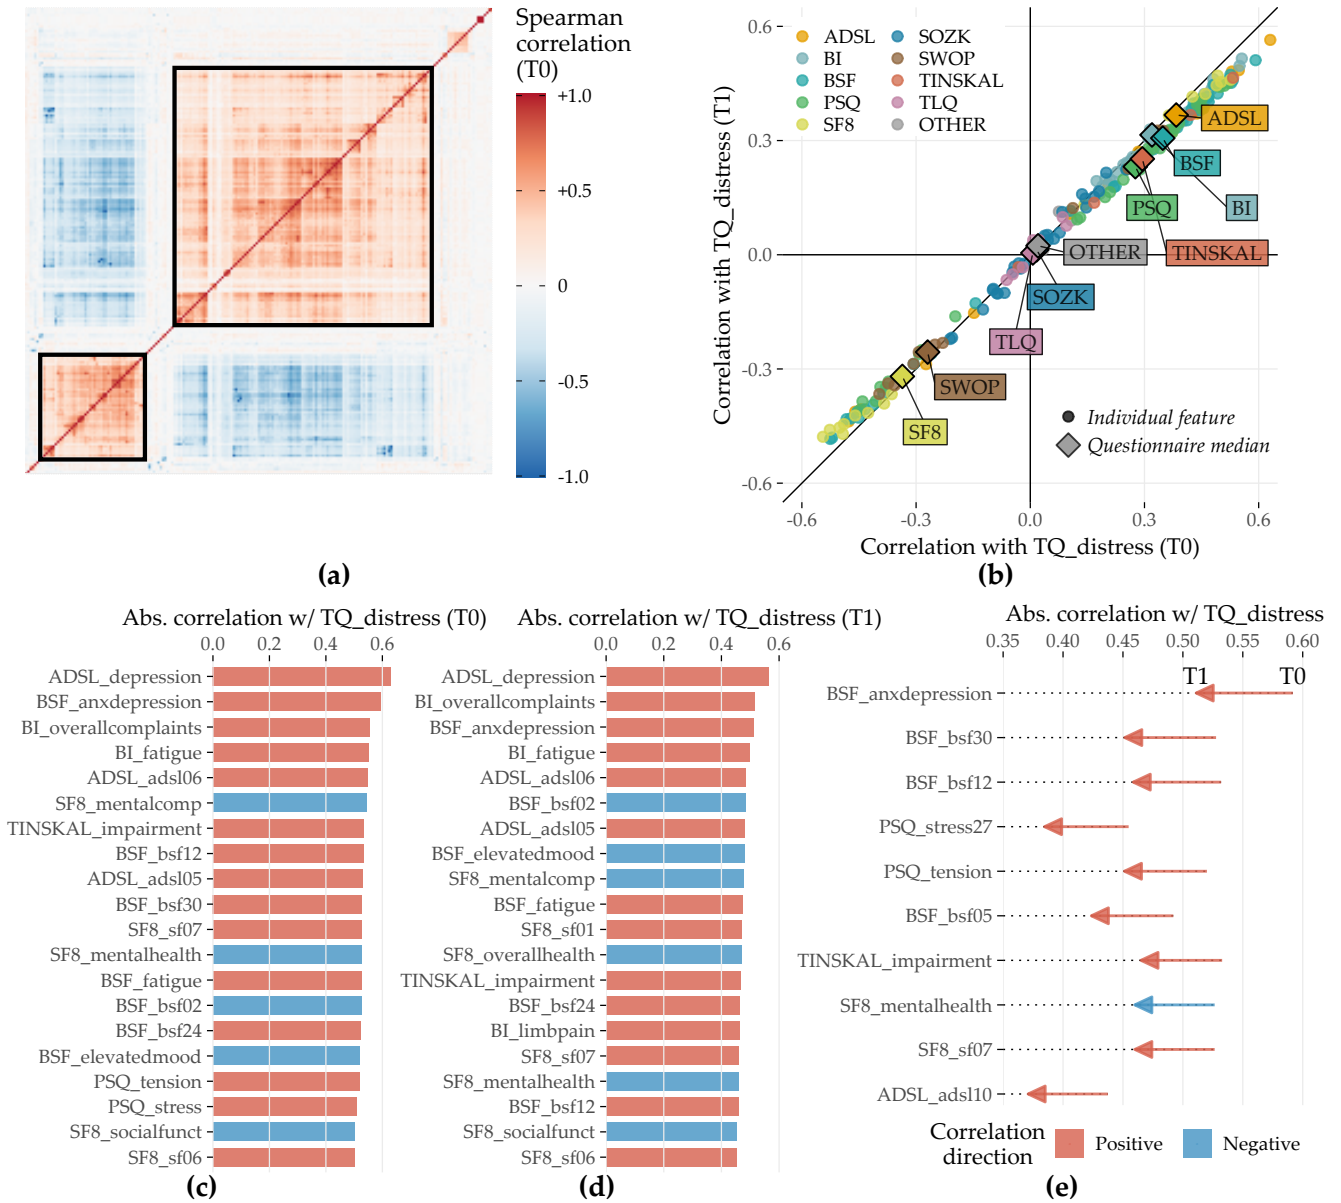 Spearman
correlation
(T0)
+1.0
+0.5
0
-0.5
-1.0
(a)
Correlation with TQ_distress (T1)
0.6
0.3
0.0
-0.3
-0.6
ADSL
BI
BSF
PSQ
SF8
SOZK
SWOP
TINSKAL
TLQ
OTHER
ADSL
BSF
PSQ
BI
OTHER
TINSKAL
SOZK
TLQ
SWOP
SF8
Individual feature
Questionnaire median
-0.6
-0.3
0.0
0.3
0.6
Correlation with TQ_distress (T0)
(b)
Abs. correlation w/ TQ_distress (T0)
0.0
0.2
0.4
0.6
ADSL_depression
BSF_anxdepression
BI_overallcomplaints
BI_fatigue
ADSL_adsl06
SF8_mentalcomp
TINSKAL_impairment
BSF_bsf12
ADSL_adsl05
BSF_bsf30
SF8_sf07
SF8_mentalhealth
BSF_fatigue
BSF_bsf02
BSF_bsf24
BSF_elevatedmood
PSQ_tension
PSQ_stress
SF8_socialfunct
SF8_sf06
(c)
Abs. correlation w/ TQ_distress (T1)
0.0
0.2
0.4
0.6
ADSL_depression
BI_overallcomplaints
BSF_anxdepression
BI_fatigue
ADSL_adsl06
BSF_bsf02
ADSL_adsl05
BSF_elevatedmood
SF8_mentalcomp
BSF_fatigue
SF8_sf01
SF8_overallhealth
TINSKAL_impairment
BSF_bsf24
BI_limbpain
SF8_sf07
SF8_mentalhealth
BSF_bsf12
SF8_socialfunct
SF8_sf06
(d)
Abs. correlation w/ TQ_distress
0.35
0.40
0.45
0.50
0.55
0.60
T1
T0
BSF_anxdepression
BSF_bsf30
BSF_bsf12
PSQ_stress27
PSQ_tension
BSF_bsf05
TINSKAL_impairment
SF8_mentalhealth
SF8_sf07
ADSL_adsl10
Correlation
direction
Positive
Negative
(e)